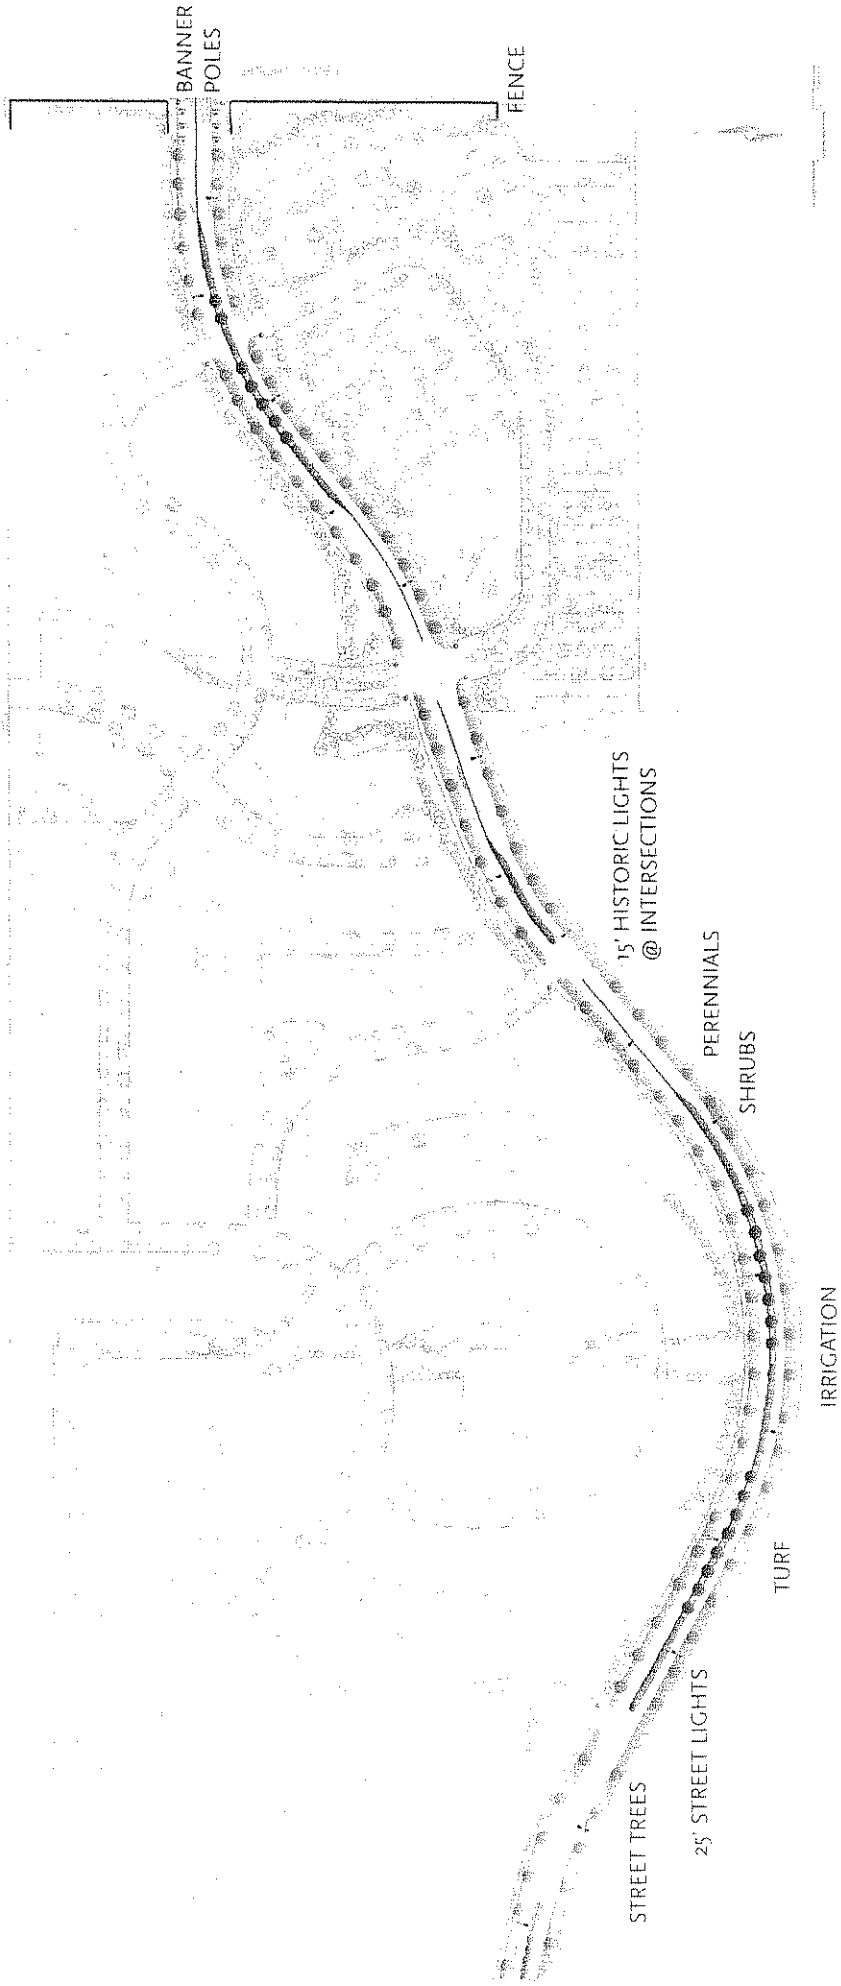 BANNER
POLES
FENCE
15' HISTORIC LIGHTS
@ INTERSECTIONS
PERENNIALS
SHRUBS
IRRIGATION
TURF
25' STREET LIGHTS
STREET TREES